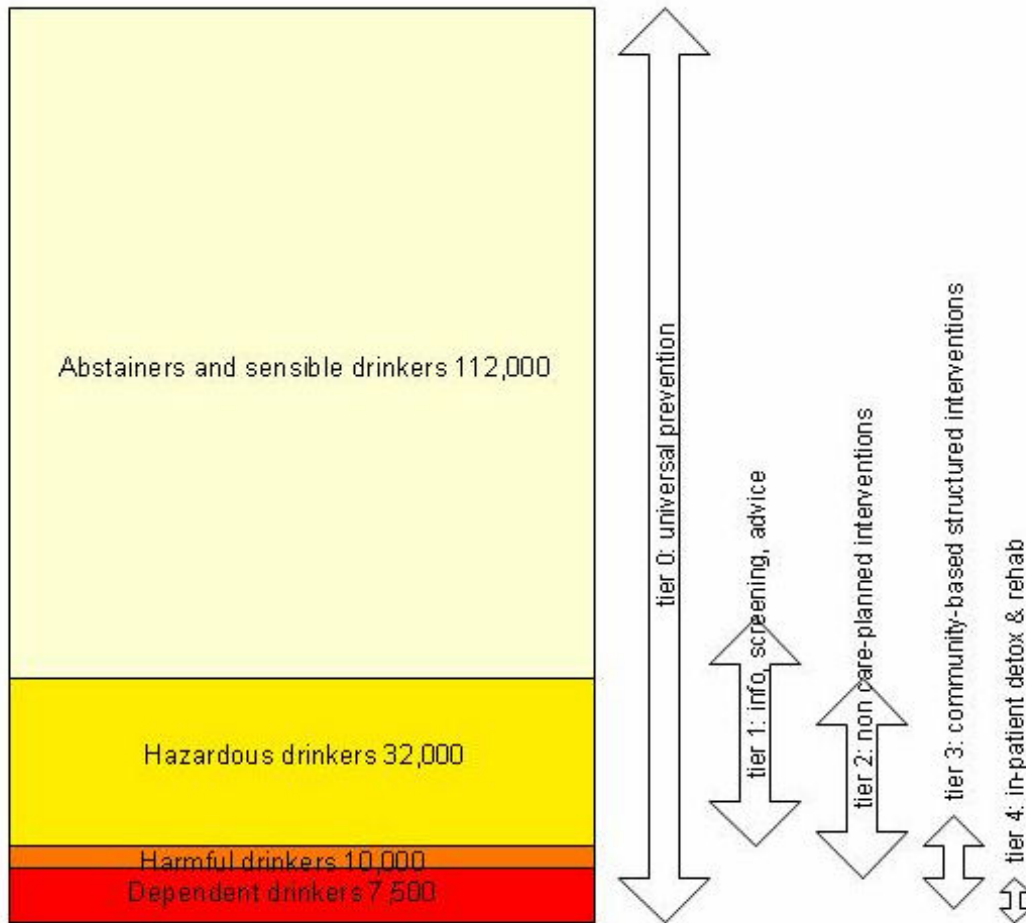 Abstainers and sensible drinkers 112,000
Hazardous drinkers 32,000
Harmful drinkers 10,000
Dependent drinkers 7,500
tier 0: universal prevention
tier 1: info, screening, advice
tier 2: non care-planned interventions
tier 3: community-based structured interventions
tier 4: in-patient detox & rehab